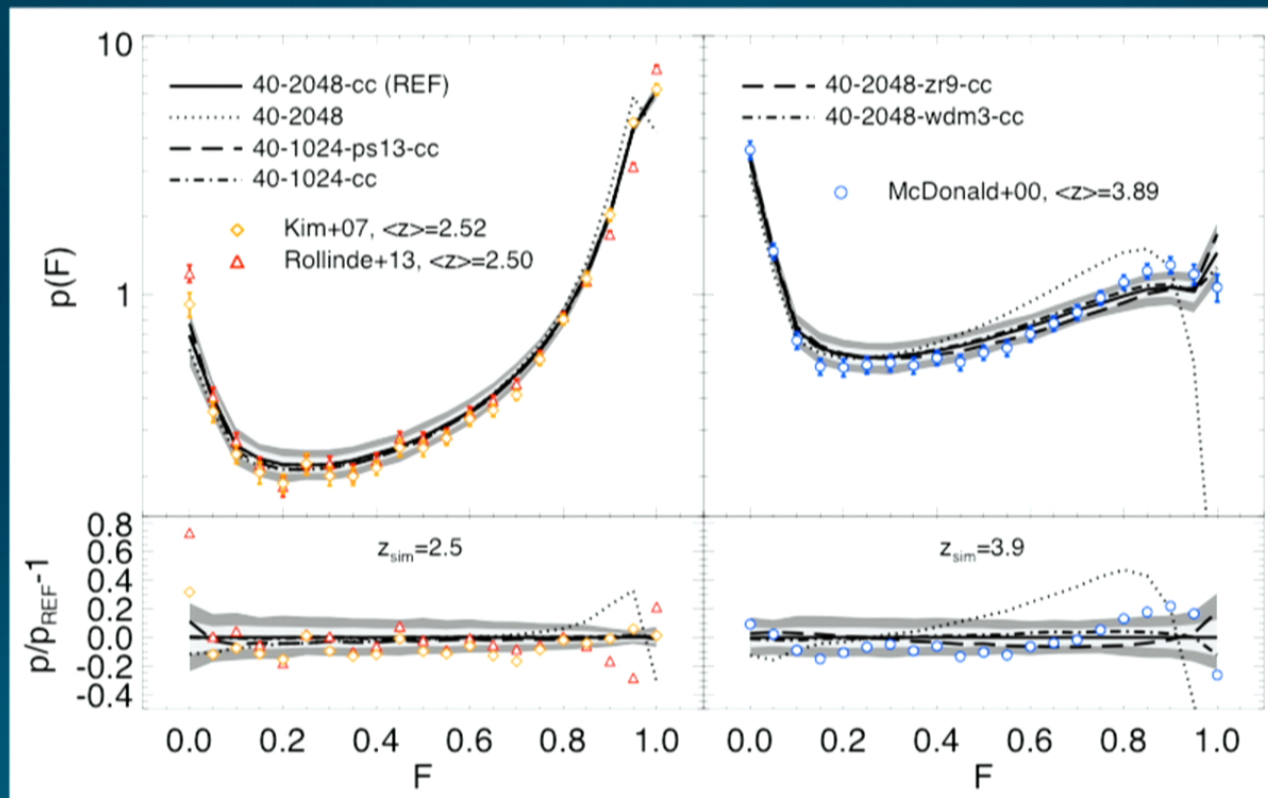 10
1
p(F)
40-2048-cc (REF)
40-2048
40-1024-ps13-cc
40-1024-cc
Kim+07, <z>=2.52
Rollinde+13, <z>=2.50
40-2048-zr9-cc
40-2048-wdm3-cc
McDonald+00, <z>=3.89
0.8
0.6
0.4
0.2
0.0
-0.2
-0.4
p/pREF-1
zsim=2.5
zsim=3.9
0.0 0.2 0.4 0.6 0.8 1.0
0.0 0.2 0.4 0.6 0.8 1.0
F
F